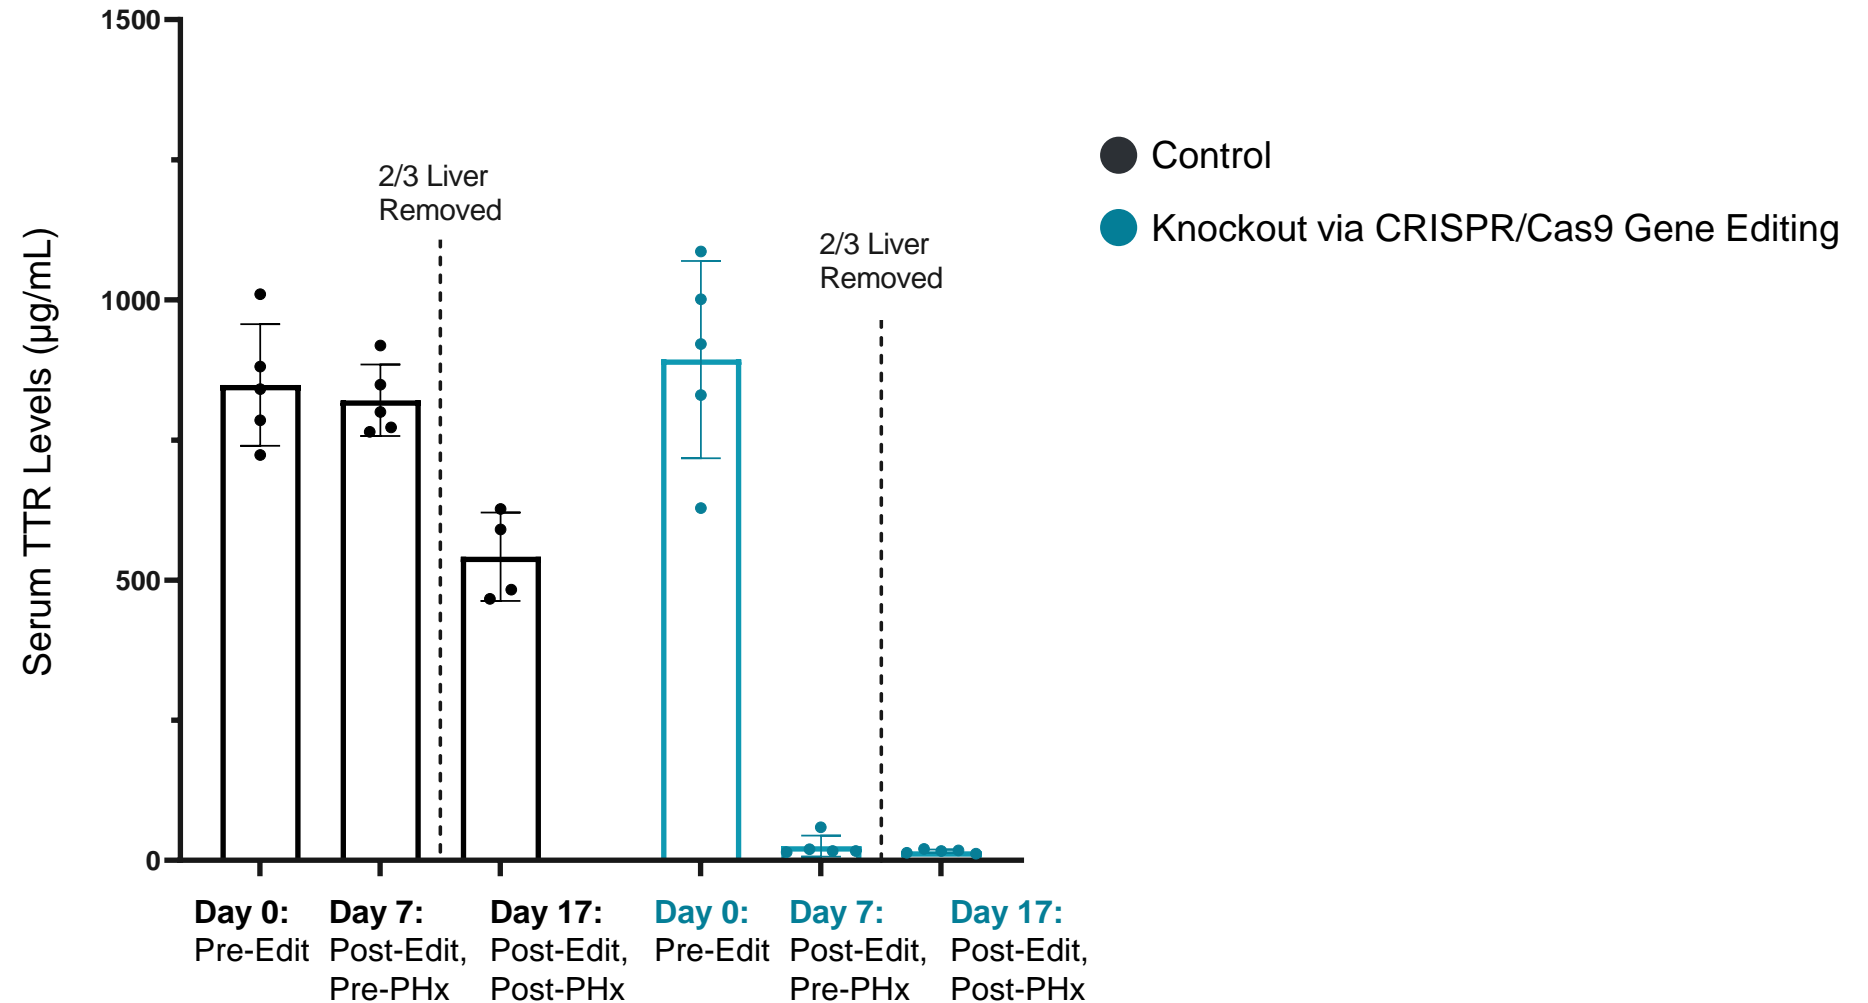 Serum TTR Levels (μg/mL)
1500
1000
500
0
2/3 Liver
Removed
2/3 Liver
Removed
Control
Knockout via CRISPR/Cas9 Gene Editing
Day 0:
Pre-Edit
Day 7:
Post-Edit,
Pre-PHx
Day 17:
Post-Edit,
Post-PHx
Day 0:
Pre-Edit
Day 7:
Post-Edit,
Pre-PHx
Day 17:
Post-Edit,
Post-PHx